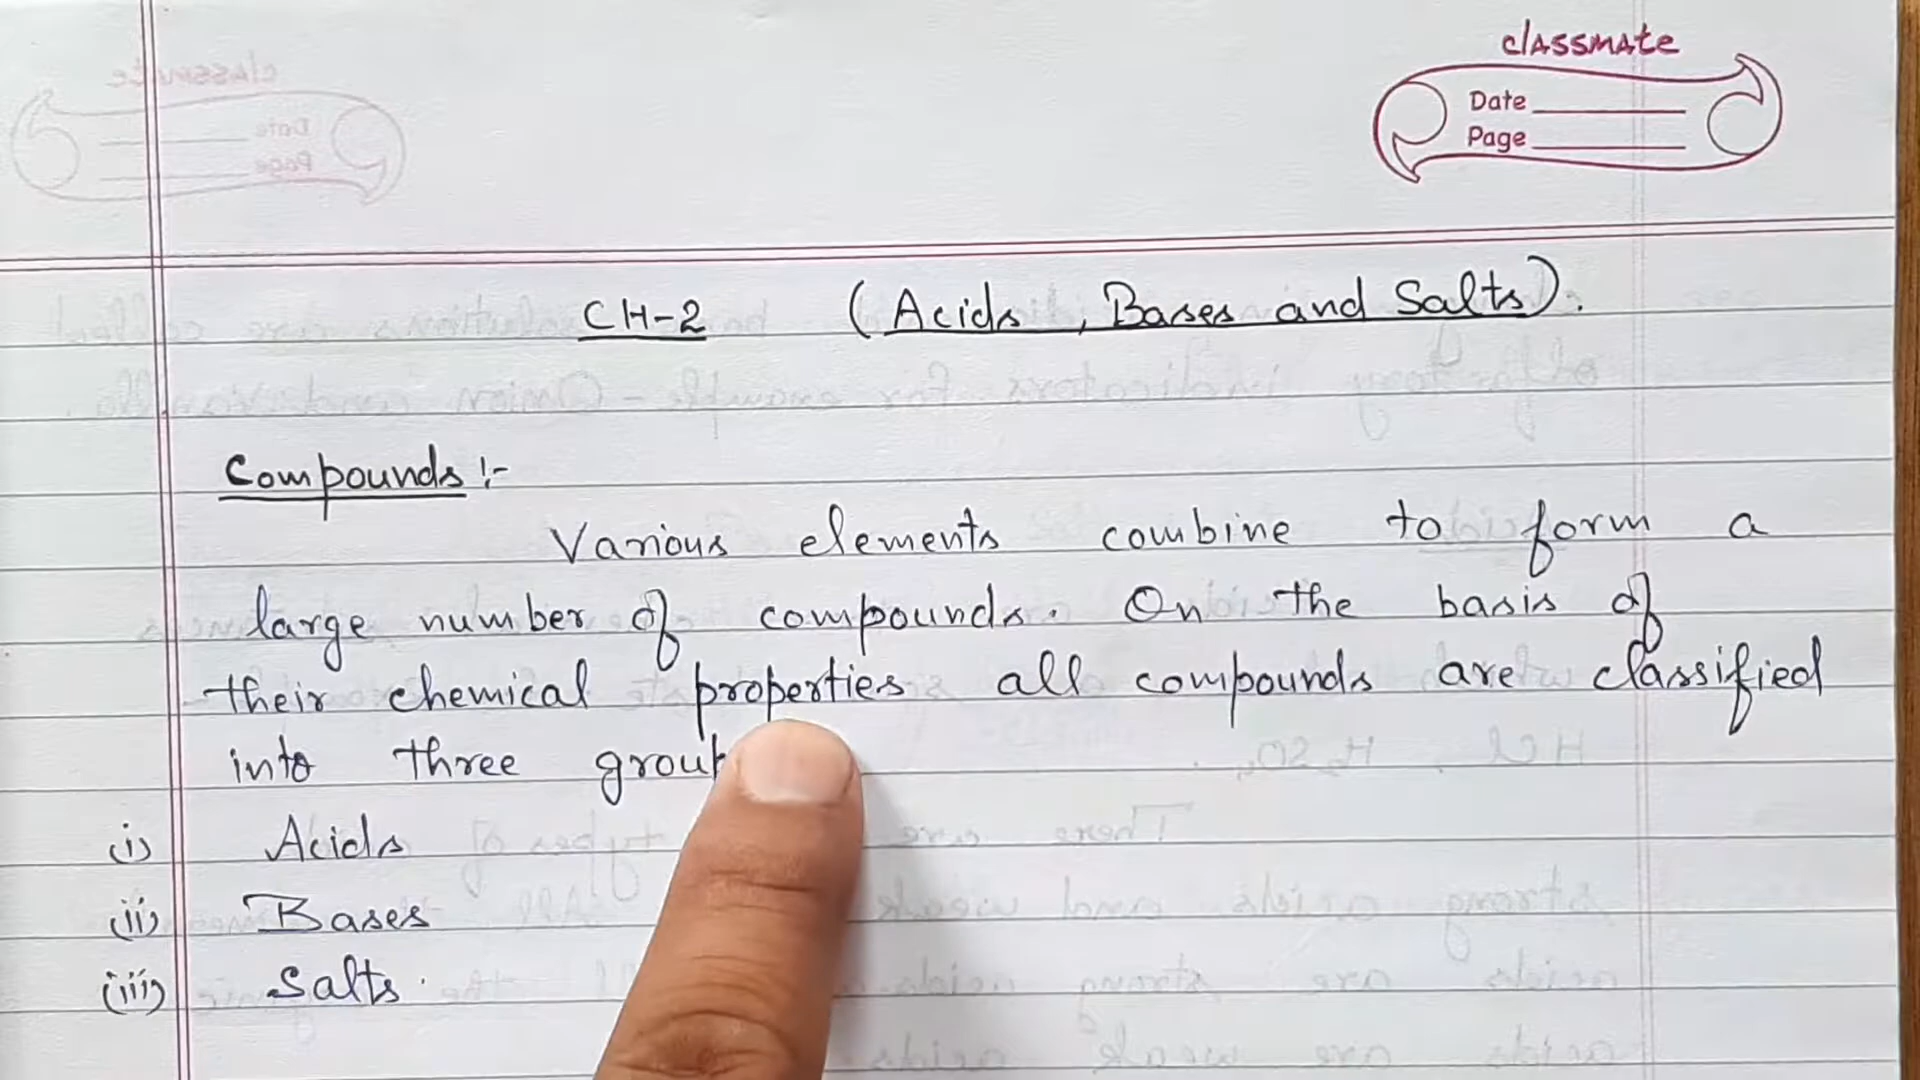 classmate
Date
Page
CH-2 (Acids, Bases and Salts).
Compounds :-
Various elements combine to form a
large number of compounds. On the basis of
their chemical properties all compounds are classified
into three
(i) Acids
(ii) Bases
(iii) Salts.